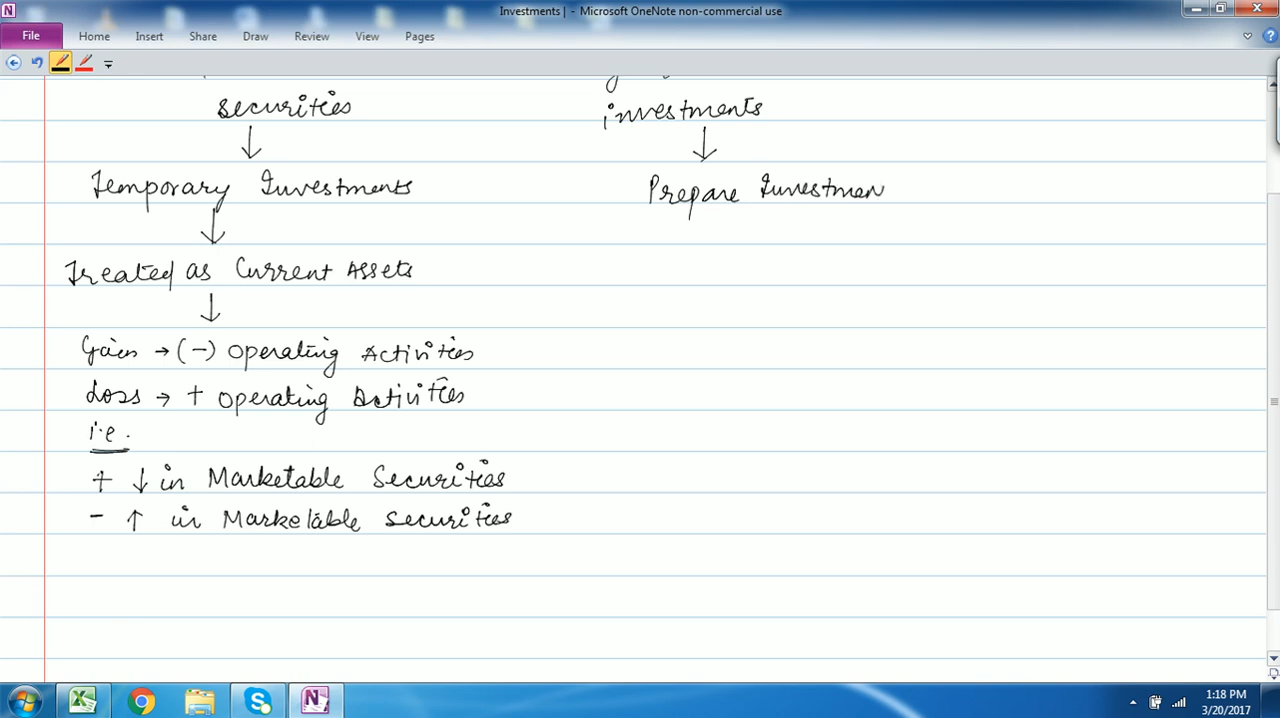 Investments | - Microsoft OneNote non-commercial use
File Home Insert Share Draw Review View Pages
securities
investments
Temporary Investments
Prepare Investmen
Treated as Current Assets
Gain → (-) Operating Activities
Loss → + Operating Activities
i.e.
+ ↓ in Marketable Securities
- ↑ in Marketable securities
1:18 PM
3/20/2017